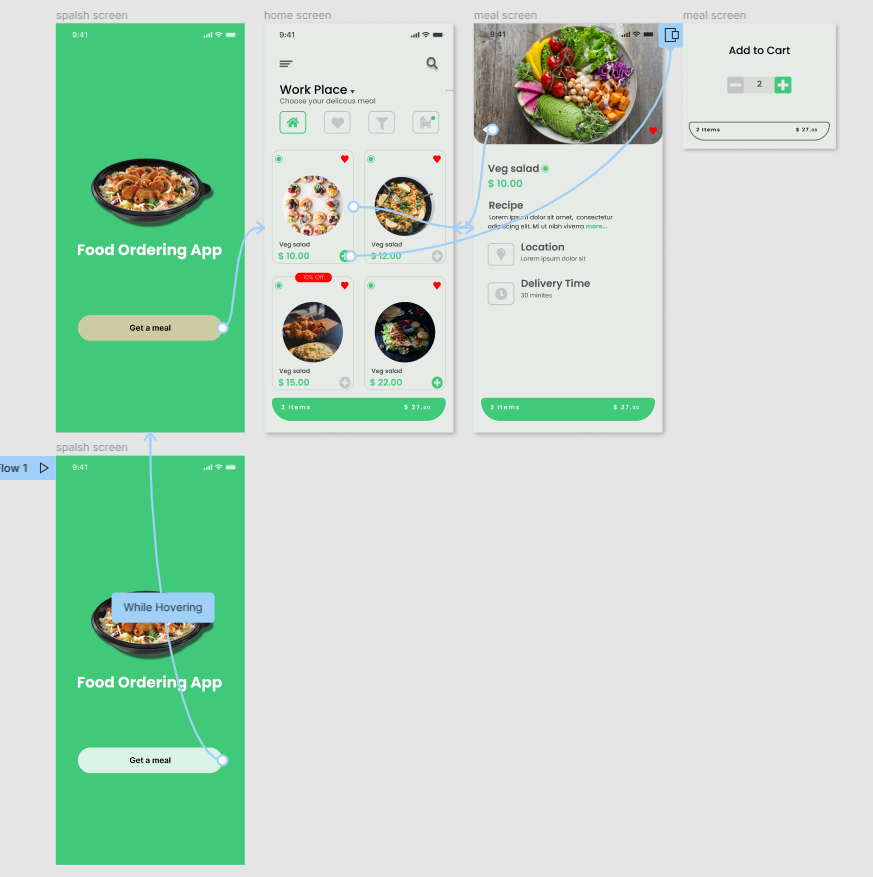 spalsh screen
9:41
Food Ordering App
Get a meal
home screen
9:41
Work Place
Choose your delicous meal
Veg salad
$ 10.00
Veg salad
$ 12.00
10% Off
Veg salad
$ 15.00
Veg salad
$ 22.00
2 Items
$ 27.00
meal screen
9:41
Veg salad
$ 10.00
Recipe
Lorem ipsum dolor sit amet, consectetur
adipiscing elit. Mi ut nibh viverra more...
Location
Lorem ipsum dolor sit
Delivery Time
30 minites
2 Items
$ 27.00
meal screen
Add to Cart
2
2 Items
$ 27.00
spalsh screen
Flow 1
9:41
While Hovering
Food Ordering App
Get a meal